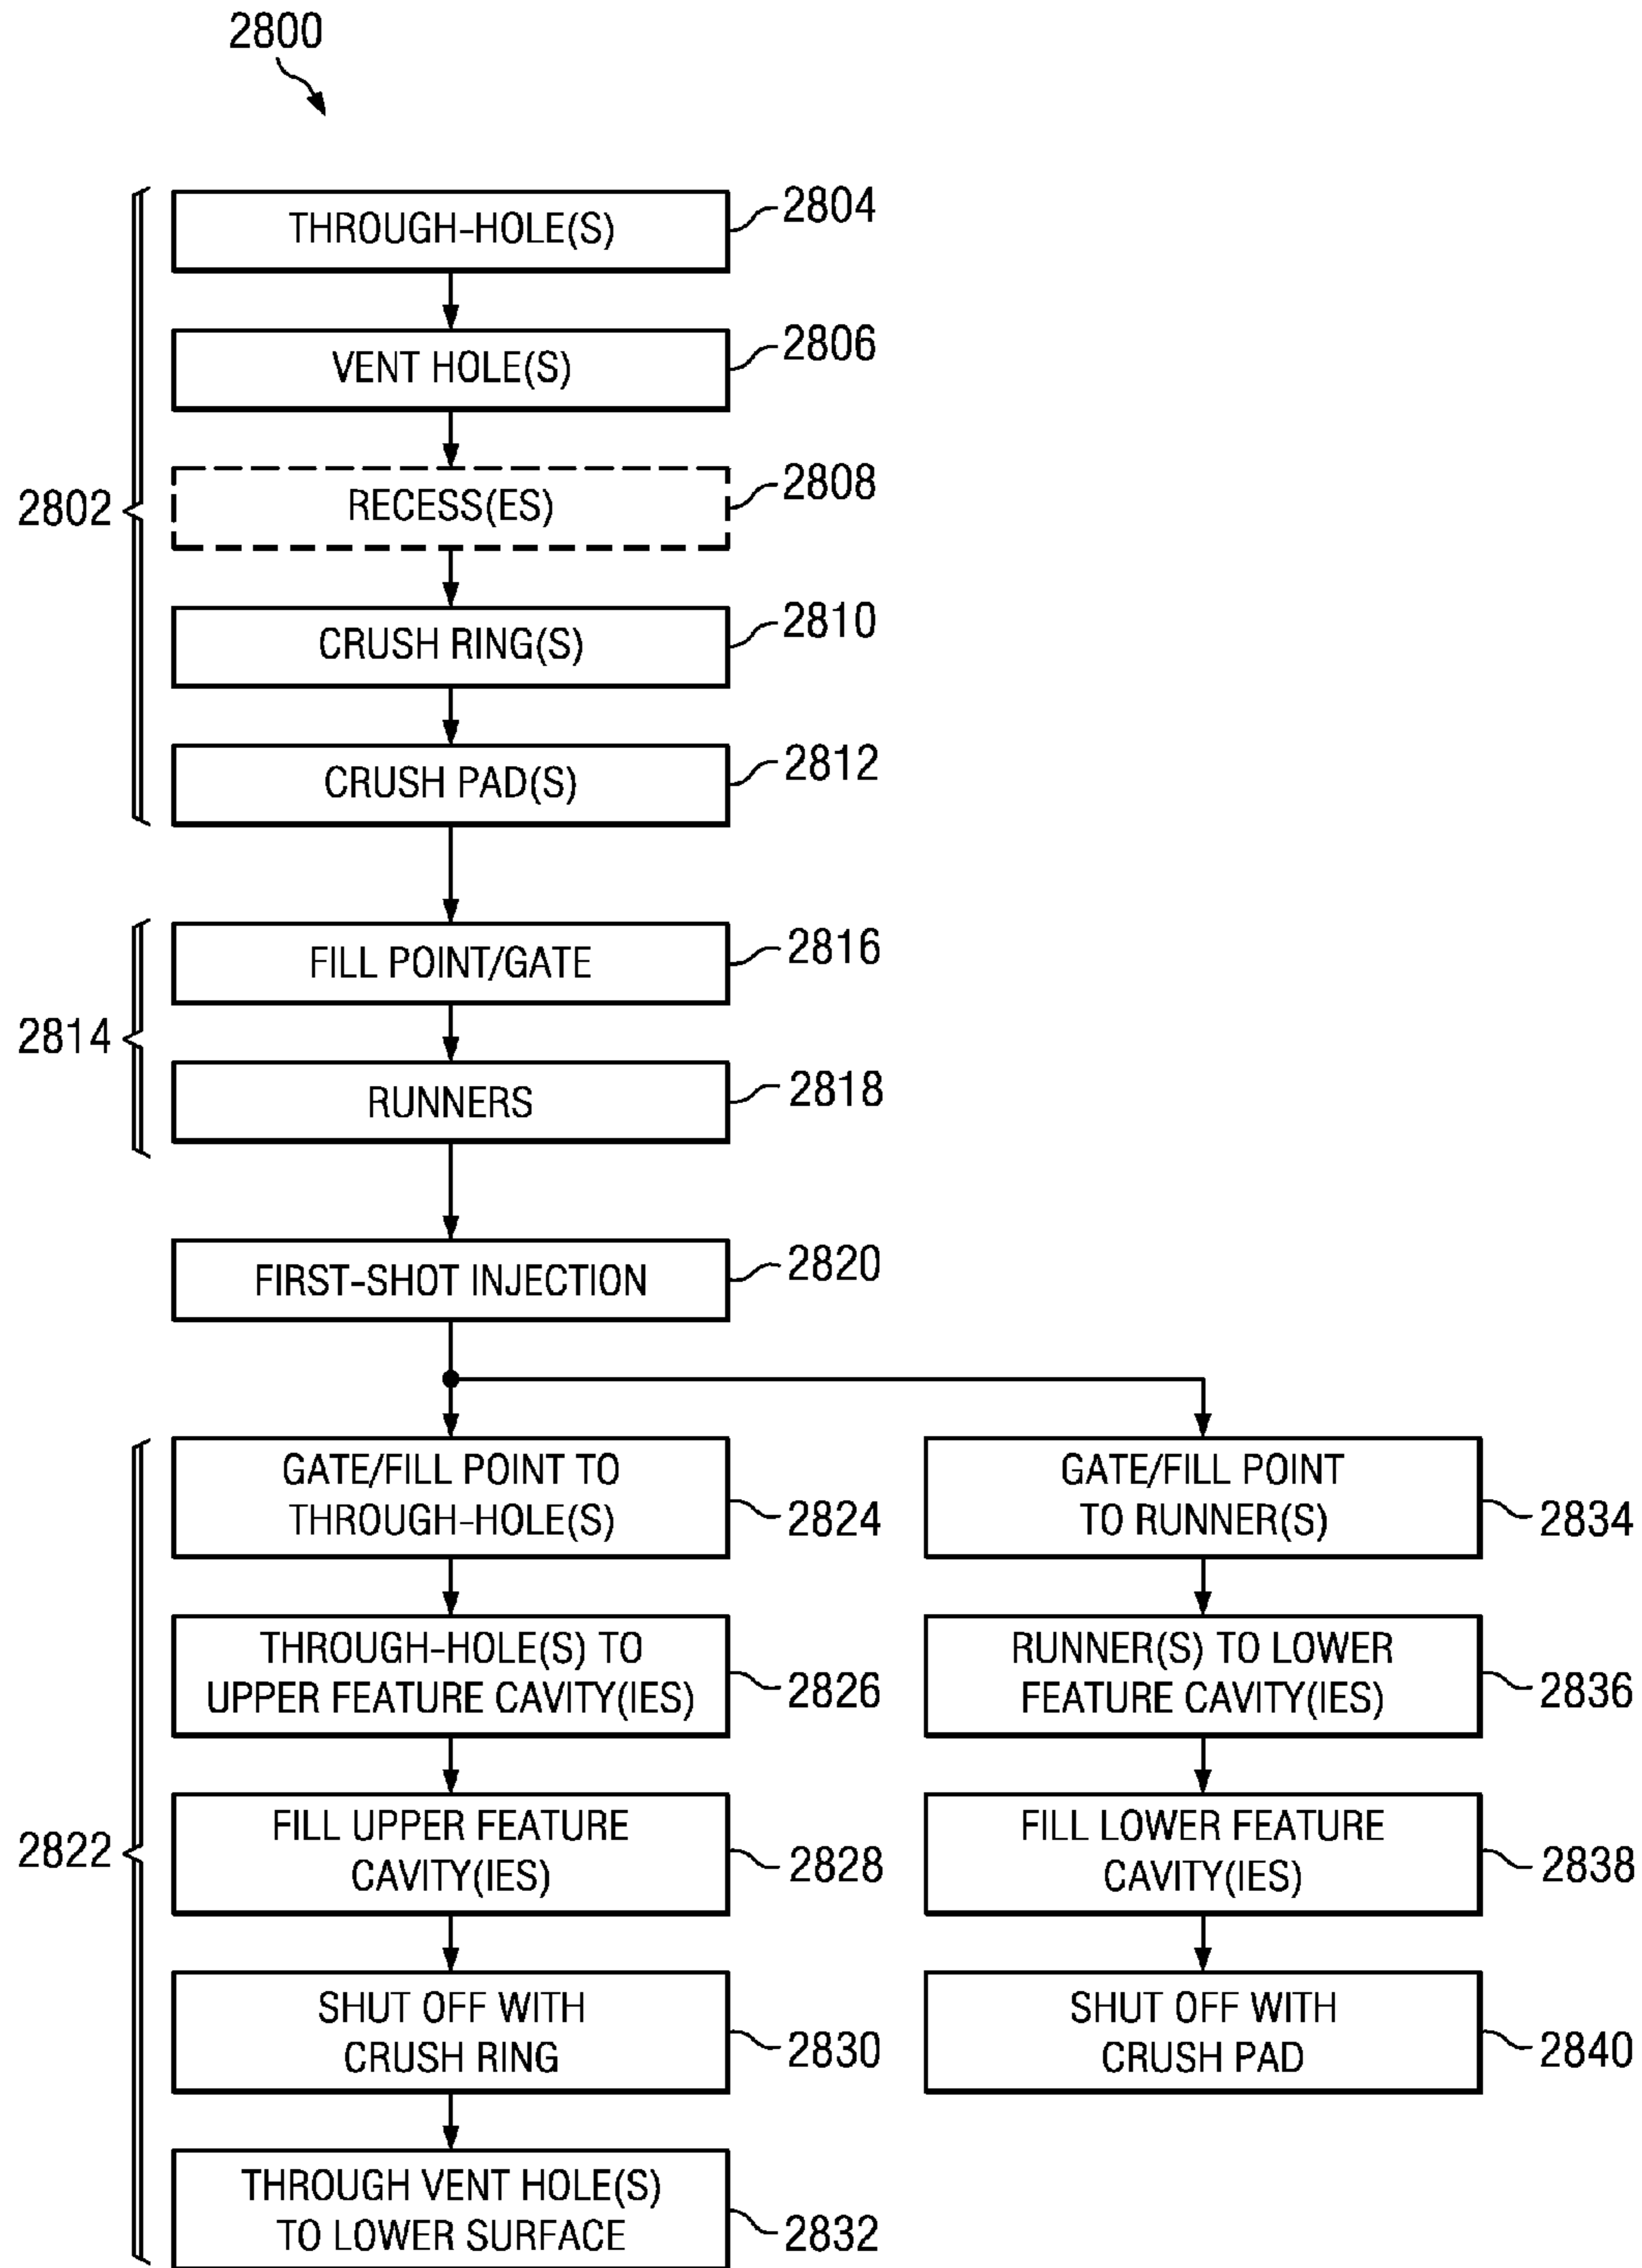 2800
THROUGH-HOLE(S)
2804
VENT HOLE(S)
2806
RECESS(ES)
2808
2802
CRUSH RING(S)
2810
CRUSH PAD(S)
2812
FILL POINT/GATE
2816
2814
RUNNERS
2818
FIRST-SHOT INJECTION
2820
GATE/FILL POINT TO
THROUGH-HOLE(S)
2824
GATE/FILL POINT
TO RUNNER(S)
2834
THROUGH-HOLE(S) TO
UPPER FEATURE CAVITY(IES)
2826
RUNNER(S) TO LOWER
FEATURE CAVITY(IES)
2836
2822
FILL UPPER FEATURE
CAVITY(IES)
2828
FILL LOWER FEATURE
CAVITY(IES)
2838
SHUT OFF WITH
CRUSH RING
2830
SHUT OFF WITH
CRUSH PAD
2840
THROUGH VENT HOLE(S)
TO LOWER SURFACE
2832